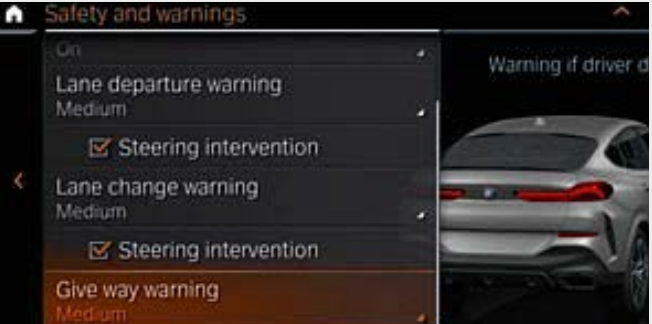 Safety and warnings
On
Lane departure warning
Medium
Steering intervention
Lane change warning
Medium
Steering intervention
Give way warning
Medium
Warning if driver d